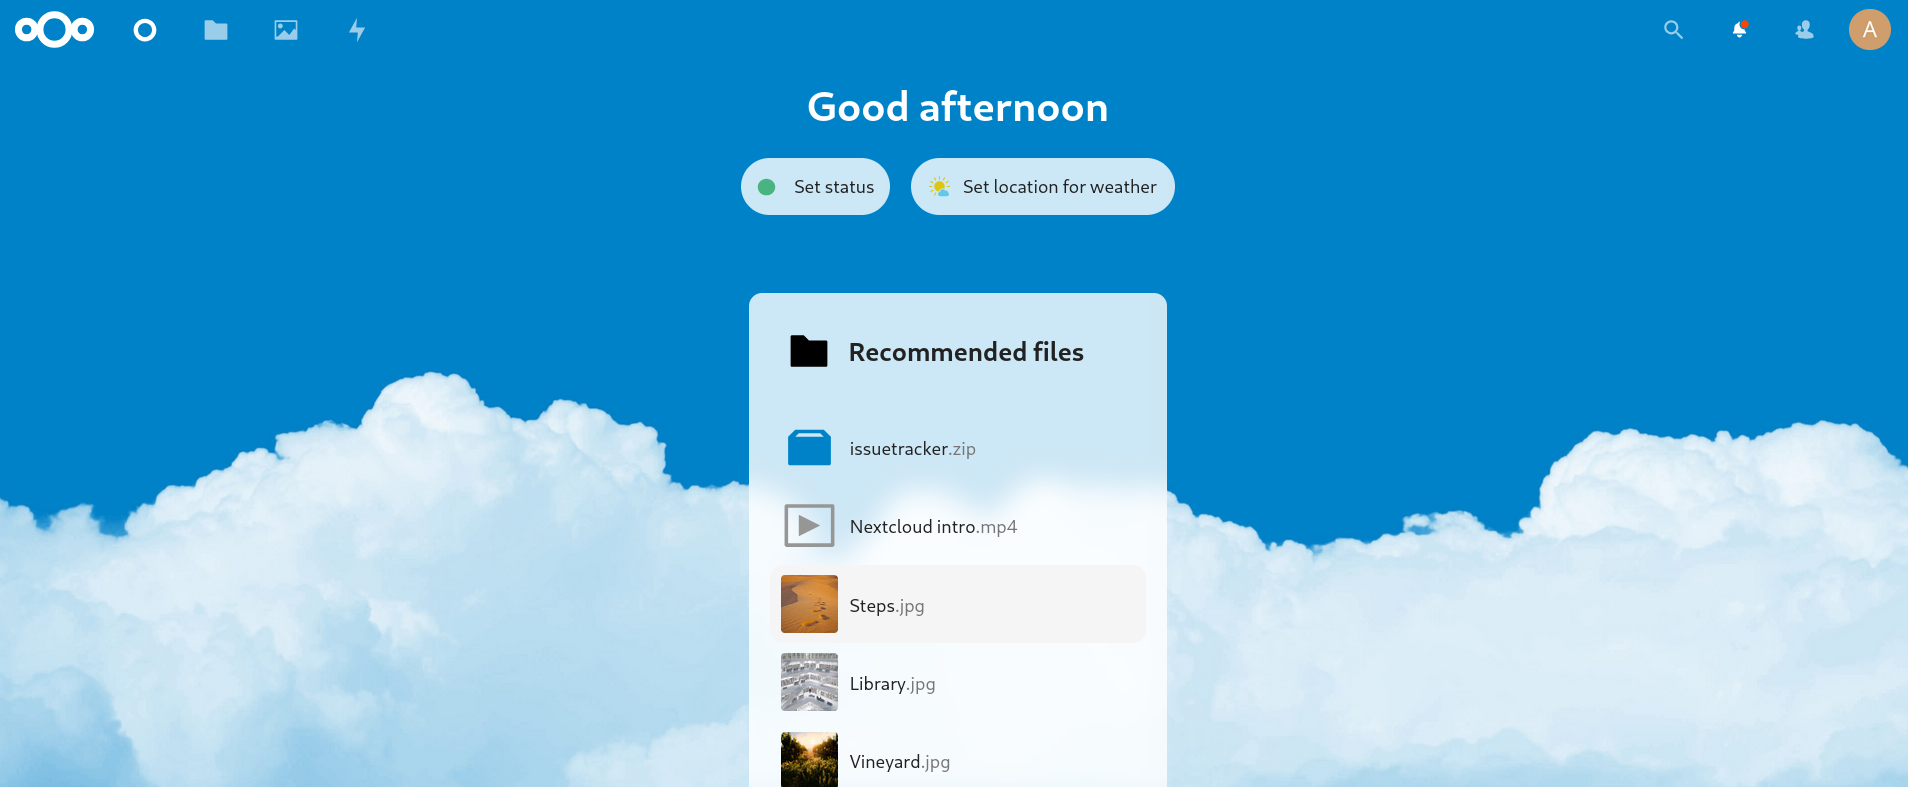 A
Good afternoon
Set status
Set location for weather
Recommended files
issuetracker.zip
Nextcloud intro.mp4
Steps.jpg
Library.jpg
Vineyard.jpg